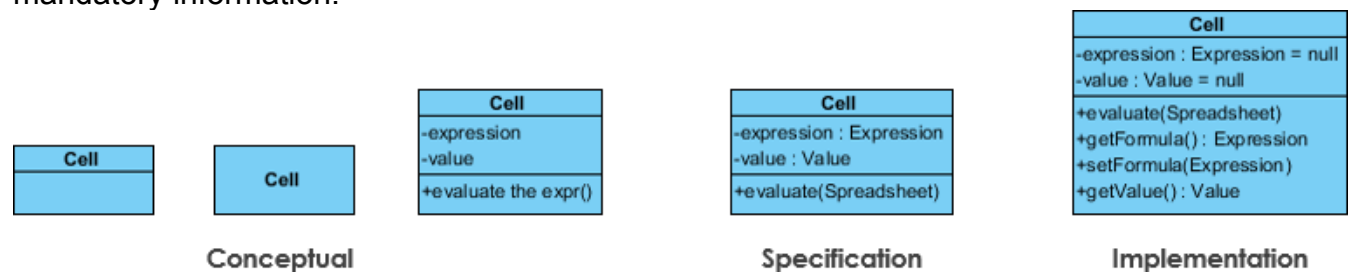 mandatory information.
Cell
Cell
Cell
-expression
-value
+evaluate the expr()
Cell
-expression : Expression
-value : Value
+evaluate(Spreadsheet)
Cell
-expression : Expression = null
-value : Value = null
+evaluate(Spreadsheet)
+getFormula() : Expression
+setFormula(Expression)
+getValue() : Value
Conceptual
Specification
Implementation